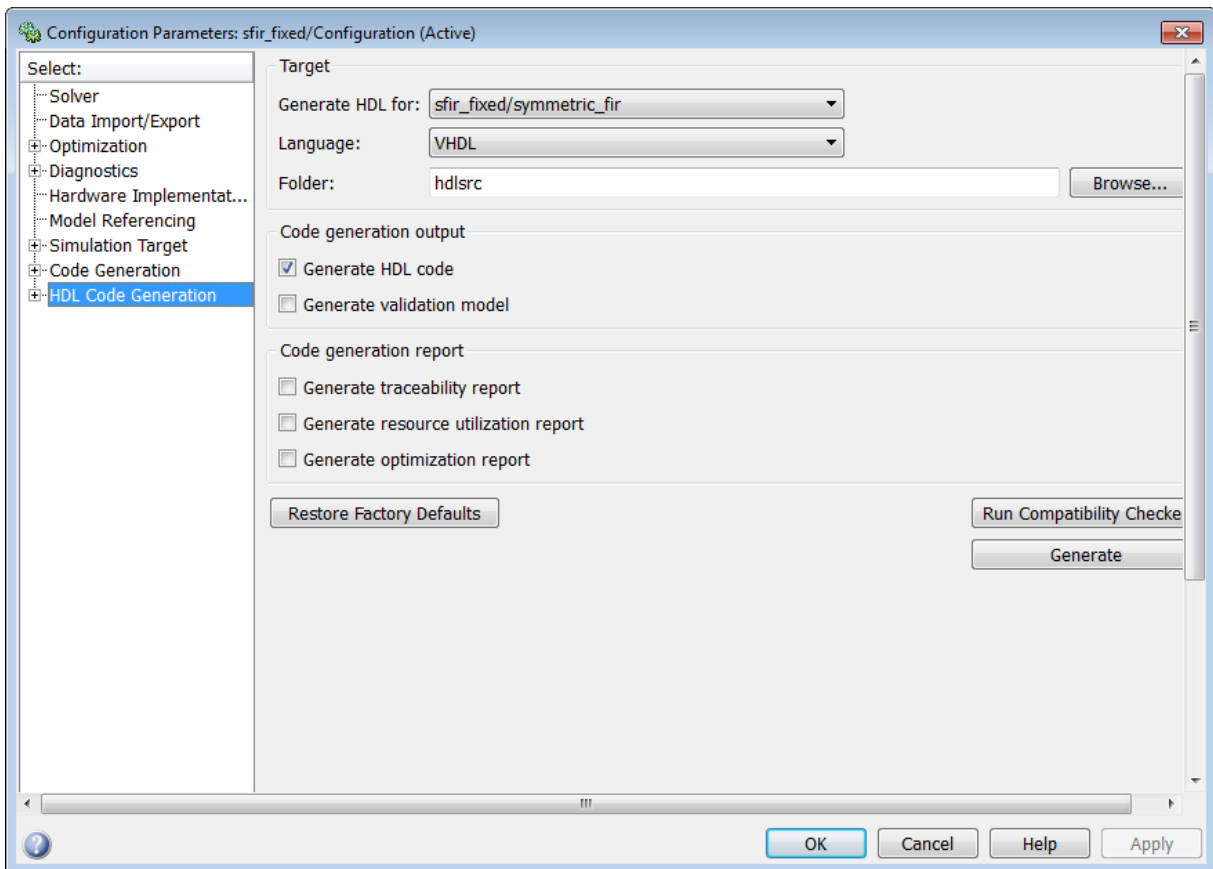 Configuration Parameters: sfir_fixed/Configuration (Active)
Select:
Solver
Data Import/Export
Optimization
Diagnostics
Hardware Implementat...
Model Referencing
Simulation Target
Code Generation
HDL Code Generation
Target
Generate HDL for: sfir_fixed/symmetric_fir
Language: VHDL
Folder: hdlsrc Browse...
Code generation output
Generate HDL code
Generate validation model
Code generation report
Generate traceability report
Generate resource utilization report
Generate optimization report
Restore Factory Defaults Run Compatibility Checke
Generate
OK Cancel Help Apply